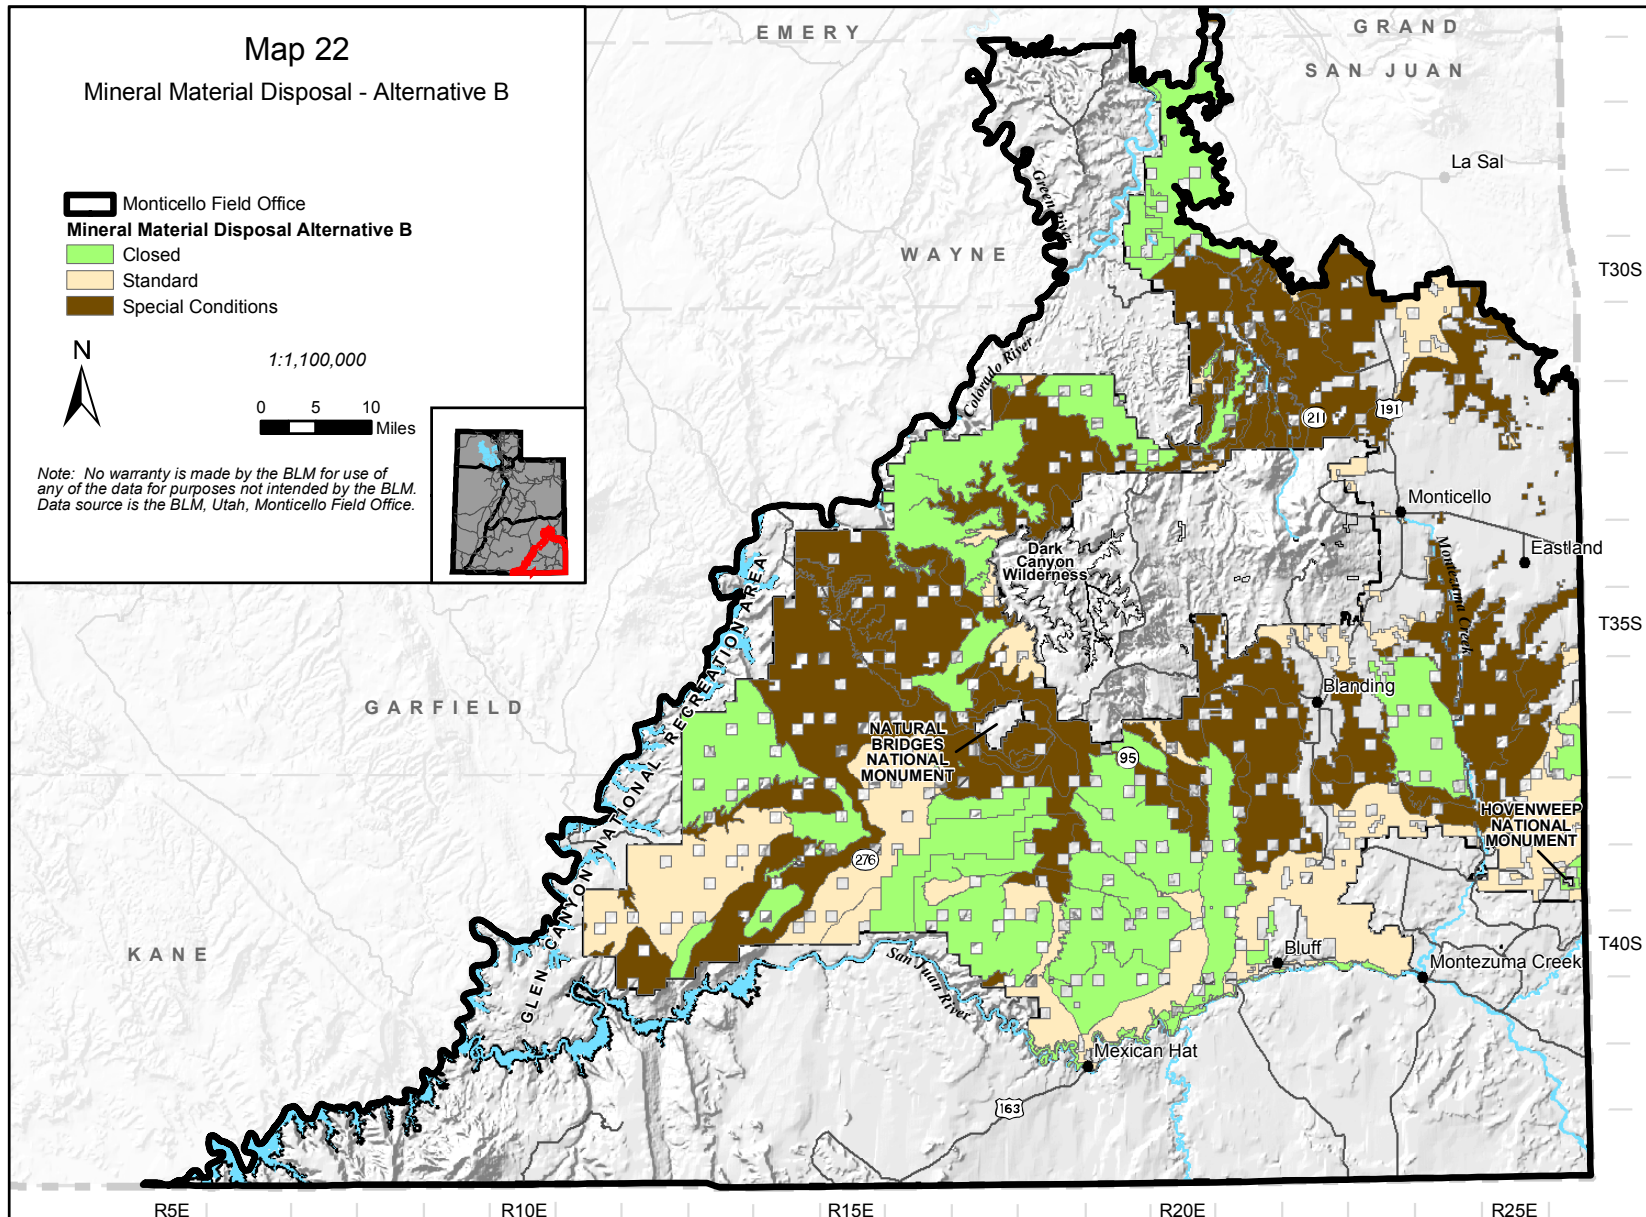 Map 22
Mineral Material Disposal - Alternative B
Monticello Field Office
Mineral Material Disposal Alternative B
Closed
Standard
Special Conditions
N
1:1,100,000
0 5 10
Miles
Note: No warranty is made by the BLM for use of
any of the data for purposes not intended by the BLM.
Data source is the BLM, Utah, Monticello Field Office.
EMERY
GRAND
SAN JUAN
La Sal
Green River
WAYNE
T30S
Colorado River
211
191
Monticello
Eastland
Dark
Canyon
Wilderness
Montezuma Creek
T35S
GLEN CANYON NATIONAL RECREATION AREA
Blanding
GARFIELD
NATURAL
BRIDGES
NATIONAL
MONUMENT
95
HOVENWEEP
NATIONAL
MONUMENT
276
KANE
T40S
Bluff
Montezuma Creek
San Juan River
Mexican Hat
163
R5E
R10E
R15E
R20E
R25E